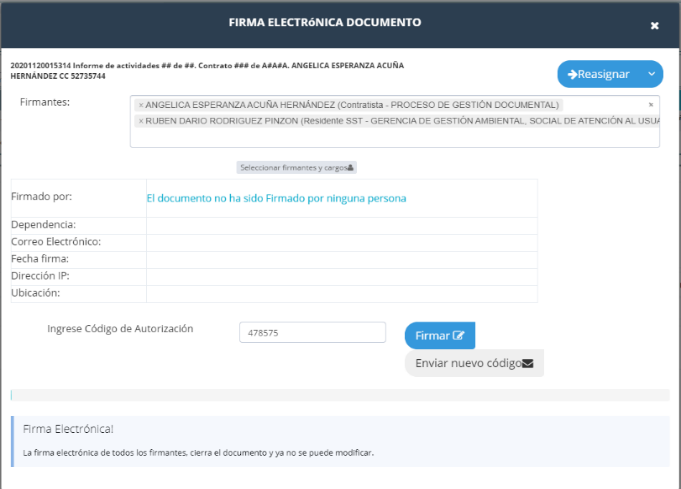 FIRMA ELECTRóNICA DOCUMENTO
×
20201120015314 Informe de actividades ## de ##. Contrato ### de A#A#A. ANGELICA ESPERANZA ACUÑA
HERNÁNDEZ CC 52735744
Reasignar
Firmantes:
× ANGELICA ESPERANZA ACUÑA HERNÁNDEZ (Contratista - PROCESO DE GESTIÓN DOCUMENTAL)
×
× RUBEN DARIO RODRIGUEZ PINZON (Residente SST - GERENCIA DE GESTIÓN AMBIENTAL, SOCIAL DE ATENCIÓN AL USUA
Seleccionar firmantes y cargos
Firmado por:
El documento no ha sido Firmado por ninguna persona
Dependencia:
Correo Electrónico:
Fecha firma:
Dirección IP:
Ubicación:
Ingrese Código de Autorización
478575
Firmar
Enviar nuevo código
Firma Electrónica!
La firma electrónica de todos los firmantes, cierra el documento y ya no se puede modificar.